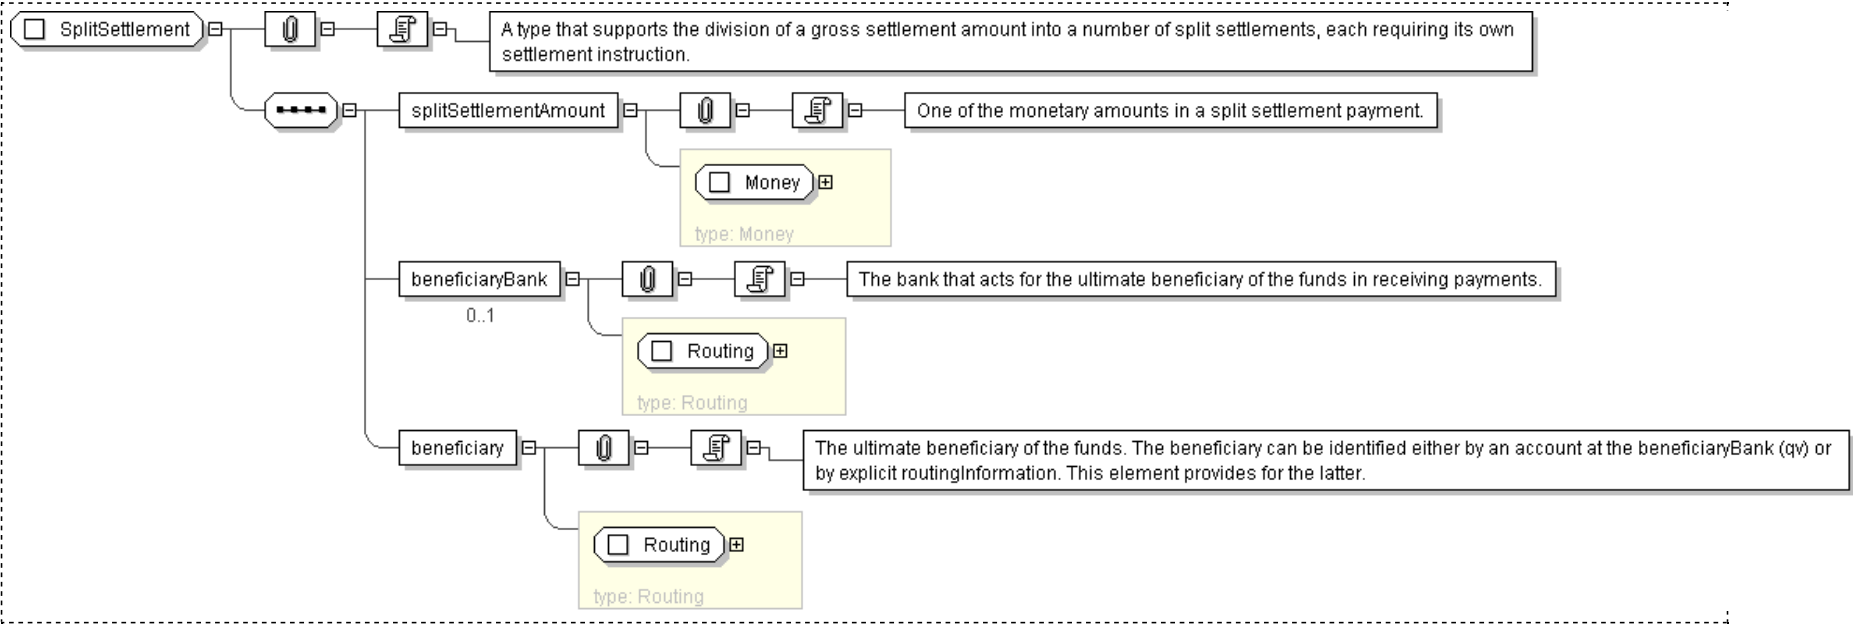 SplitSettlement
A type that supports the division of a gross settlement amount into a number of split settlements, each requiring its own
settlement instruction.
splitSettlementAmount
One of the monetary amounts in a split settlement payment.
Money
type: Money
beneficiaryBank
The bank that acts for the ultimate beneficiary of the funds in receiving payments.
0..1
Routing
type: Routing
beneficiary
The ultimate beneficiary of the funds. The beneficiary can be identified either by an account at the beneficiaryBank (qv) or
by explicit routingInformation. This element provides for the latter.
Routing
type: Routing